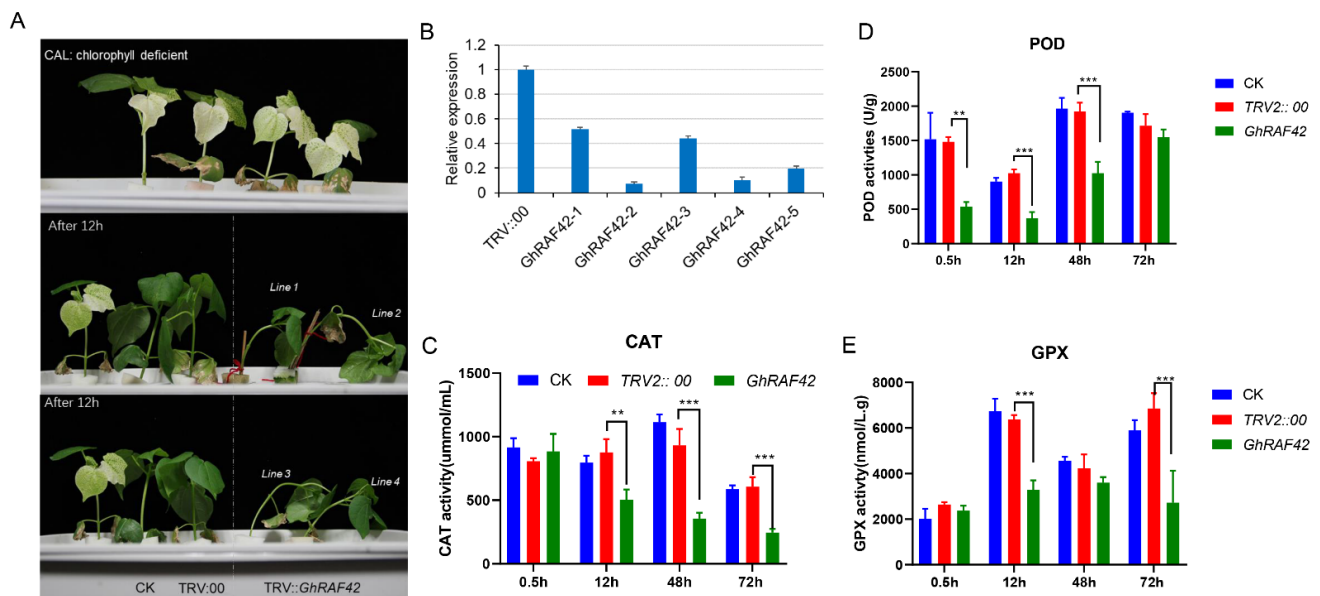 A
CAL: chlorophyll deficient
After 12h
Line 1
Line 2
After 12h
Line 3
Line 4
CK TRV:00 TRV::GhRAF42
B
Relative expression
1.2
1
0.8
0.6
0.4
0.2
0
TRV::00
GhRAF42-1
GhRAF42-2
GhRAF42-3
GhRAF42-4
GhRAF42-5
C
CAT
CK TRV2:: 00 GhRAF42
CAT activity(ummol/mL)
1500
1000
500
0
** *** ***
0.5h 12h 48h 72h
D
POD
POD activties (U/g)
2500
2000
1500
1000
500
0
** *** ***
0.5h 12h 48h 72h
CK
TRV2:: 00
GhRAF42
E
GPX
GPX activty(nmol/L.g)
8000
6000
4000
2000
0
*** ***
0.5h 12h 48h 72h
CK
TRV2::00
GhRAF42